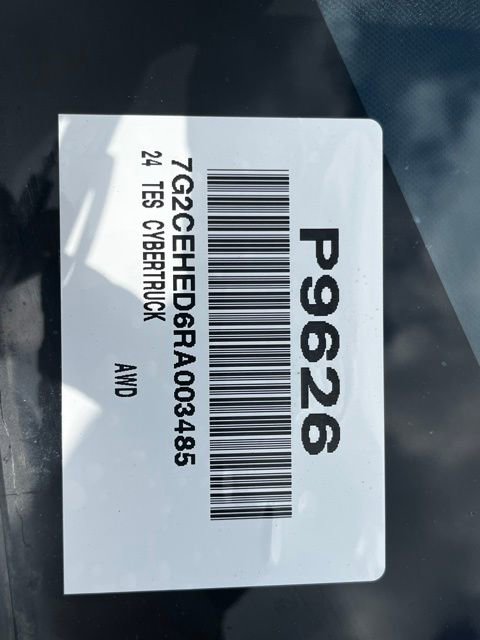 P9626
7G2CEHED6RA003485
24 TES CYBERTRUCK
AWD